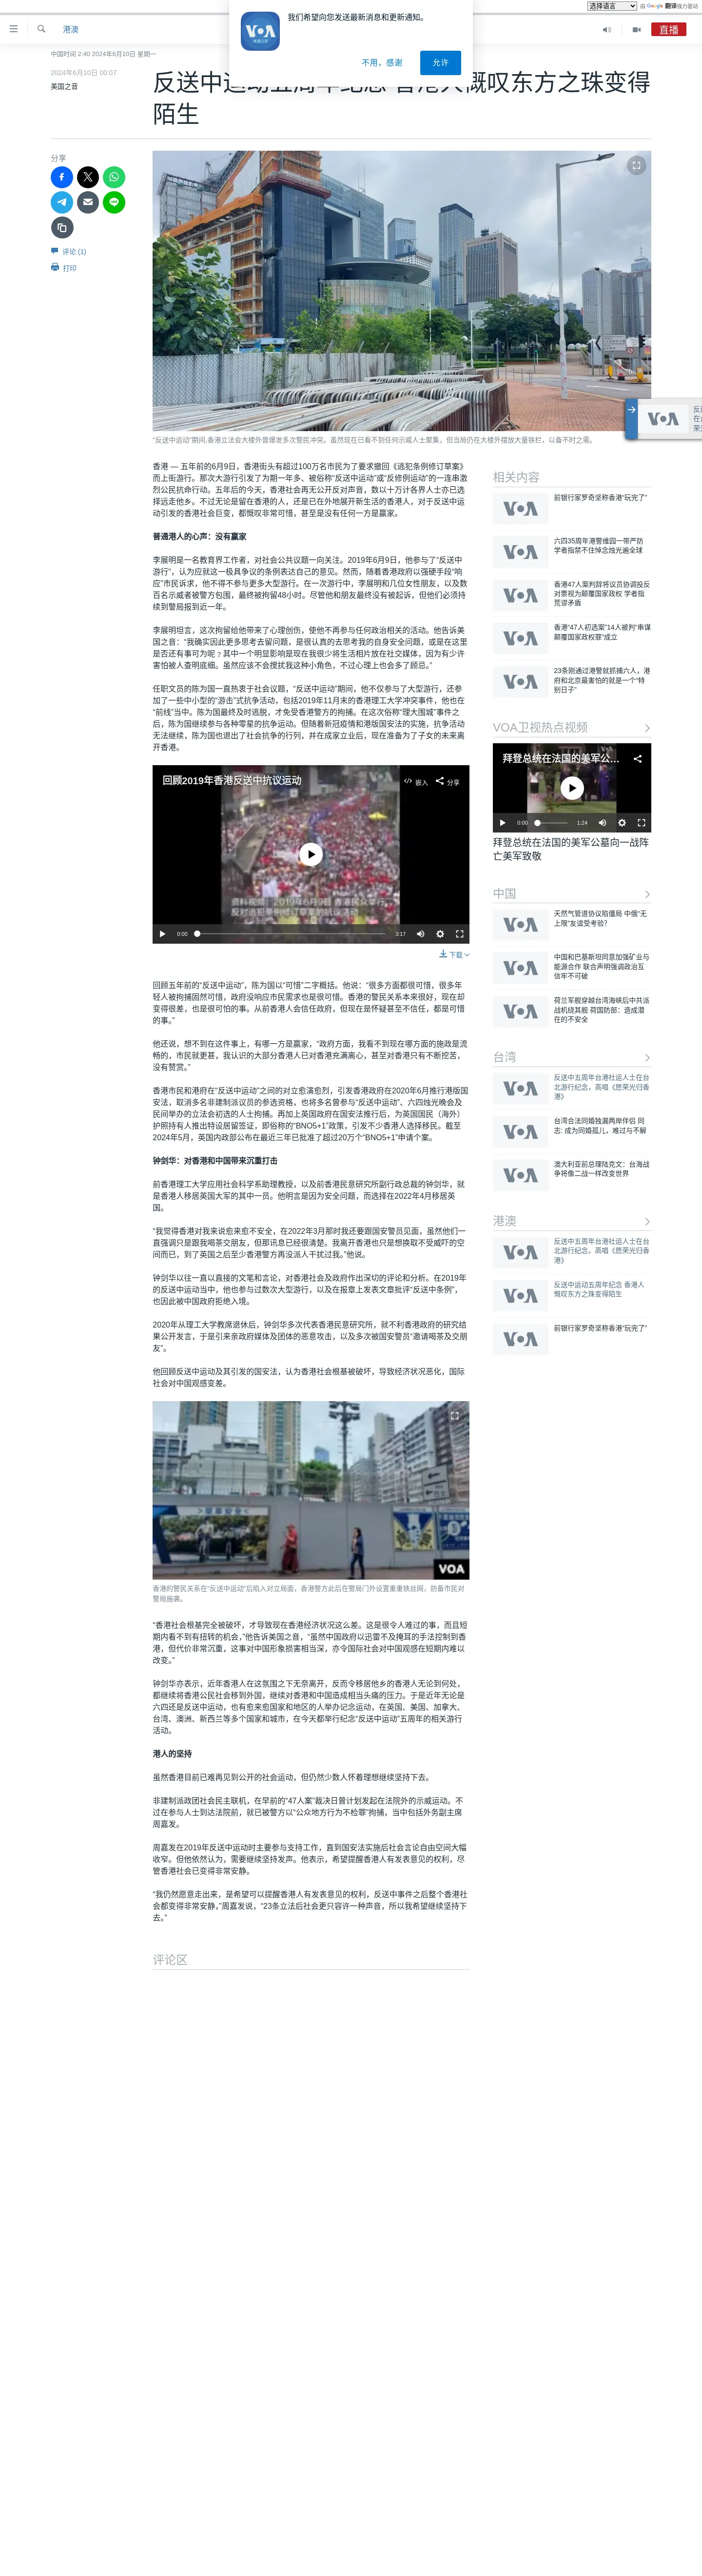 选择语言 由 Google 翻译强力驱动
VOA
我们希望向您发送最新消息和更新通知。
不用，感谢
允许
港澳
直播
中国时间 2:40 2024年6月10日 星期一
2024年6月10日 00:07
美国之音
反送中运动五周年纪念 香港人慨叹东方之珠变得
陌生
分享
评论 (1)
打印
"反送中运动"期间,香港立法会大楼外曾爆发多次警民冲突。虽然现在已看不到任何示威人士聚集，但当局仍在大楼外摆放大量铁栏，以备不时之需。
香港 — 五年前的6月9日，香港街头有超过100万名市民为了要求撤回《逃犯条例修订草案》
而上街游行。那次大游行引发了为期一年多、被俗称"反送中运动"或"反修例运动"的一连串激
烈公民抗命行动。五年后的今天，香港社会再无公开反对声音，数以十万计各界人士亦已选
择远走他乡。不过无论是留在香港的人，还是已在外地展开新生活的香港人，对于反送中运
动引发的香港社会巨变，都慨叹非常可惜，甚至是没有任何一方是赢家。
普通港人的心声：没有赢家
李展明是一名教育界工作者，对社会公共议题一向关注。2019年6月9日，他参与了"反送中
游行"，认为应就这一极具争议的条例表达自己的意见。然而，随着香港政府以强硬手段"响
应"市民诉求，他不得不参与更多大型游行。在一次游行中，李展明和几位女性朋友，以及数
百名示威者被警方包围，最终被拘留48小时。尽管他和朋友最终没有被起诉，但他们必须持
续到警局报到近一年。
李展明坦言，这次拘留给他带来了心理创伤，使他不再参与任何政治相关的活动。他告诉美
国之音："我确实因此更多思考去留问题，是很认真的去思考我的自身安全问题，或是在这里
是否还有事可为呢 ? 其中一个明显影响是现在我很少将生活相片放在社交媒体，因为有少许
害怕被人查明底细。虽然应该不会搅扰我这种小角色，不过心理上也会多了顾忌。"
任职文员的陈为国一直热衷于社会议题，"反送中运动"期间，他不仅参与了大型游行，还参
加了一些中小型的"游击"式抗争活动，包括2019年11月末的香港理工大学冲突事件，他也在
"前线"当中。陈为国最终及时逃脱，才免受香港警方的拘捕。在这次俗称"理大围城"事件之
后，陈为国继续参与各种零星的抗争运动。但随着新冠疫情和港版国安法的实施，抗争活动
无法继续，陈为国也退出了社会抗争的行列，并在成家立业后，现在准备为了子女的未来离
开香港。
回顾2019年香港反送中抗议运动
嵌入 分享
资料视频：2019年6月9日 香港民众举行
反对逃犯条例修订草案的抗议活动
0:00 3:17
下载
回顾五年前的"反送中运动"，陈为国以"可惜"二字概括。他说："很多方面都很可惜，很多年
轻人被拘捕固然可惜，政府没响应市民需求也是很可惜。香港的警民关系本来很好，现在却
变得很差，也是很可怕的事。从前香港人会信任政府，但现在是怀疑甚至不信任，都是可惜
的事。"
他还说，想不到在这件事上，有哪一方是赢家，"政府方面，我看不到现在哪方面的施政是流
畅的，市民就更甚，我认识的大部分香港人已对香港充满离心，甚至对香港只有不断挖苦，
没有赞赏。"
香港市民和港府在"反送中运动"之间的对立愈演愈烈，引发香港政府在2020年6月推行港版国
安法，取消多名非建制派议员的参选资格，也将多名曾参与"反送中运动"、六四烛光晚会及
民间举办的立法会初选的人士拘捕。再加上英国政府在国安法推行后，为英国国民（海外）
护照持有人推出特设居留签证，即俗称的"BNO5+1"政策，引发不少香港人选择移民。截至
2024年5月，英国内政部公布在最近三年已批准了超过20万个"BNO5+1"申请个案。
钟剑华：对香港和中国带来沉重打击
前香港理工大学应用社会科学系助理教授，以及前香港民意研究所副行政总裁的钟剑华，就
是香港人移居英国大军的其中一员。他明言是因为安全问题，而选择在2022年4月移居英
国。
"我觉得香港对我来说愈来愈不安全，在2022年3月那时我还要跟国安警员见面，虽然他们一
直强调只是跟我喝茶交朋友，但那讯息已经很清楚。我离开香港也只是想换取不受威吓的空
间而已，到了英国之后至少香港警方再没派人干扰过我。"他说。
钟剑华以往一直以直接的文笔和言论，对香港社会及政府作出深切的评论和分析。在2019年
的反送中运动当中，他也参与过数次大型游行，以及在报章上发表文章批评"反送中条例"，
也因此被中国政府拒绝入境。
2020年从理工大学教席退休后，钟剑华多次代表香港民意研究所，就不利香港政府的研究结
果公开发言，于是引来亲政府媒体及团体的恶意攻击，以及多次被国安警员"邀请喝茶及交朋
友"。
他回顾反送中运动及其引发的国安法，认为香港社会根基被破坏，导致经济状况恶化，国际
社会对中国观感变差。
VOA
香港的警民关系在"反送中运动"后陷入对立局面，香港警方此后在警局门外设置重重铁丝网，防备市民对
警局施袭。
"香港社会根基完全被破坏，才导致现在香港经济状况这么差。这是很令人难过的事，而且短
期内看不到有扭转的机会，"他告诉美国之音，"虽然中国政府以迅雷不及掩耳的手法控制到香
港，但代价非常沉重，这事对中国形象损害相当深，亦令国际社会对中国观感在短期内难以
改变。"
钟剑华亦表示，近年香港人在这氛围之下无奈离开，反而令移居他乡的香港人无论到何处，
都继续将香港公民社会移到外国，继续对香港和中国造成相当头痛的压力。于是近年无论是
六四还是反送中运动，也有愈来愈国家和地区的人举办记念运动，在英国、美国、加拿大、
台湾、澳洲、新西兰等多个国家和城市，在今天都举行纪念"反送中运动"五周年的相关游行
活动。
港人的坚持
虽然香港目前已难再见到公开的社会运动，但仍然少数人怀着理想继续坚持下去。
非建制派政团社会民主联机，在早前的"47人案"裁决日曾计划发起在法院外的示威运动。不
过在参与人士到达法院前，就已被警方以"公众地方行为不检罪"拘捕，当中包括外务副主席
周嘉发。
周嘉发在2019年反送中运动时主要参与支持工作，直到国安法实施后社会言论自由空间大幅
收窄。但他依然认为，需要继续坚持发声。他表示，希望提醒香港人有发表意见的权利，尽
管香港社会已变得非常安静。
"我仍然愿意走出来，是希望可以提醒香港人有发表意见的权利，反送中事件之后整个香港社
会都变得非常安静，"周嘉发说，"23条立法后社会更只容许一种声音，所以我希望继续坚持下
去。"
评论区
相关内容
前银行家罗奇坚称香港"玩完了"
六四35周年港警维园一带严防
学者指禁不住悼念烛光遍全球
香港47人案判辞将议员协调投反
对票视为颠覆国家政权 学者指
荒谬矛盾
香港"47人初选案"14人被判"串谋
颠覆国家政权罪"成立
23条刚通过港警就抓捕六人，港
府和北京最害怕的就是一个"特
别日子"
VOA卫视热点视频
拜登总统在法国的美军公...
0:00 1:24
拜登总统在法国的美军公墓向一战阵
亡美军致敬
中国
天然气管道协议陷僵局 中俄"无
上限"友谊受考验?
中国和巴基斯坦同意加强矿业与
能源合作 联合声明强调政治互
信牢不可破
荷兰军舰穿越台湾海峡后中共派
战机绕其舰 荷国防部：造成潜
在的不安全
台湾
反送中五周年台港社运人士在台
北游行纪念，高唱《愿荣光归香
港》
台湾合法同婚独漏两岸伴侣 同
志: 成为同婚孤儿，难过与不解
澳大利亚前总理陆克文：台海战
争将像二战一样改变世界
港澳
反送中五周年台港社运人士在台
北游行纪念，高唱《愿荣光归香
港》
反送中运动五周年纪念 香港人
慨叹东方之珠变得陌生
前银行家罗奇坚称香港"玩完了"